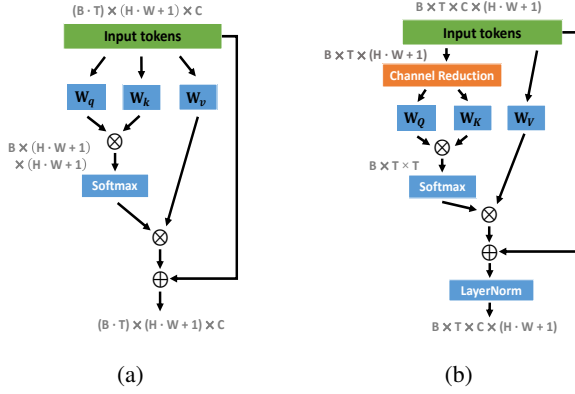 (B · T) × (H · W + 1) × C
Input tokens
W_q W_k W_v
⊗
B × (H · W + 1)
× (H · W + 1)
Softmax
⊗
⊕
(B · T) × (H · W + 1) × C
(a)
B × T × C × (H · W + 1)
Input tokens
B × T × (H · W + 1)
Channel Reduction
W_Q W_K W_V
⊗
B × T × T
Softmax
⊗
⊕
LayerNorm
B × T × C × (H · W + 1)
(b)